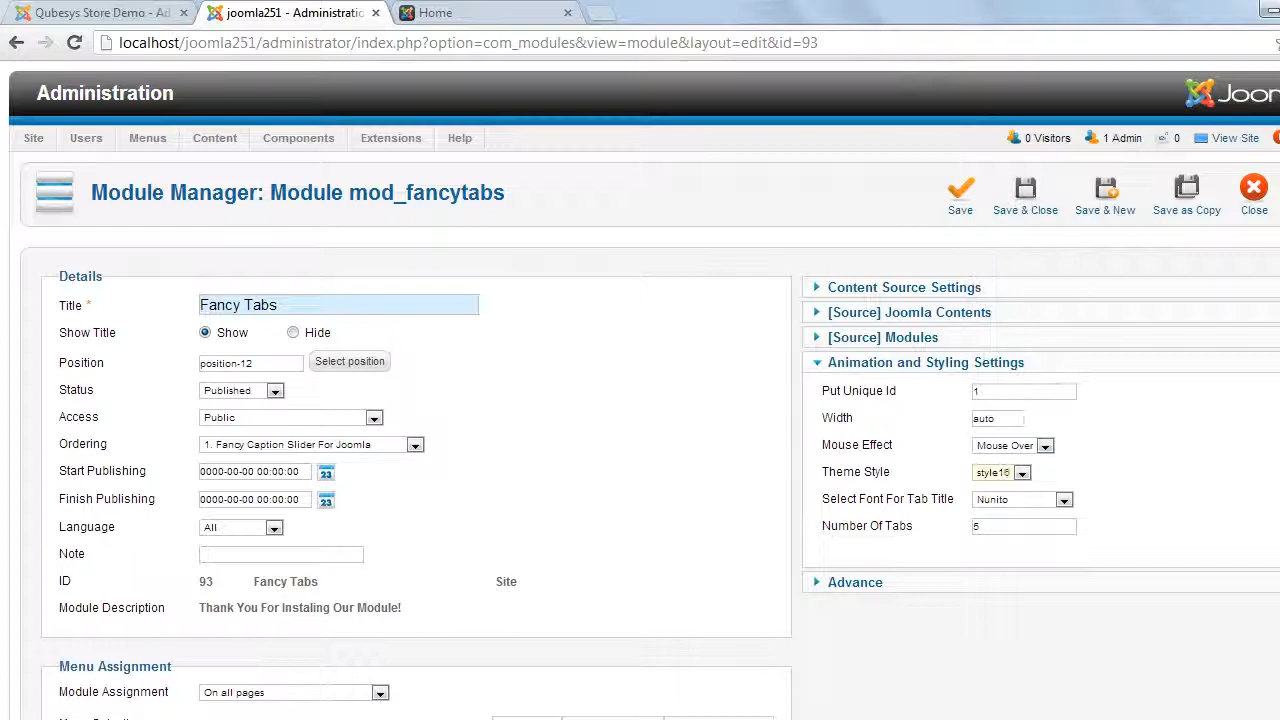 Qubesys Store Demo - Ad
joomla251 - Administratio
Home
localhost/joomla251/administrator/index.php?option=com_modules&view=module&layout=edit&id=93
Administration
Joom
Site Users Menus Content Components Extensions Help
0 Visitors 1 Admin 0 View Site
Module Manager: Module mod_fancytabs
Save Save & Close Save & New Save as Copy Close
Details
Title * Fancy Tabs
Show Title Show Hide
Position position-12 Select position
Status Published
Access Public
Ordering 1. Fancy Caption Slider For Joomla
Start Publishing 0000-00-00 00:00:00 23
Finish Publishing 0000-00-00 00:00:00 23
Language All
Note
ID 93 Fancy Tabs Site
Module Description Thank You For Instaling Our Module!
Menu Assignment
Module Assignment On all pages
Content Source Settings
[Source] Joomla Contents
[Source] Modules
Animation and Styling Settings
Put Unique Id 1
Width auto
Mouse Effect Mouse Over
Theme Style style16
Select Font For Tab Title Nunito
Number Of Tabs 5
Advance